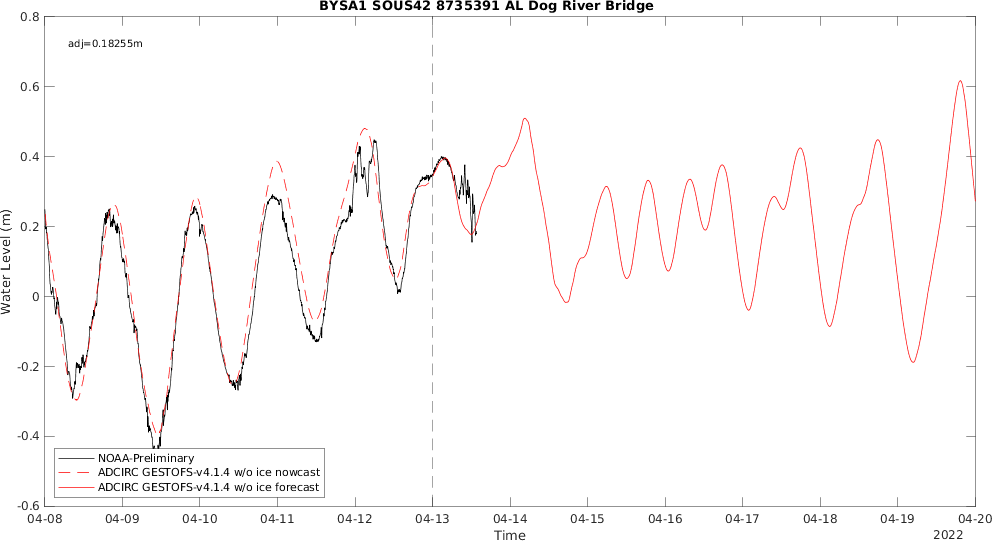 BYSA1 SOUS42 8735391 AL Dog River Bridge
adj=0.18255m
0.8
0.6
0.4
0.2
0
-0.2
-0.4
-0.6
Water Level (m)
NOAA-Preliminary
ADCIRC GESTOFS-v4.1.4 w/o ice nowcast
ADCIRC GESTOFS-v4.1.4 w/o ice forecast
04-08 04-09 04-10 04-11 04-12 04-13 04-14 04-15 04-16 04-17 04-18 04-19 04-20
Time
2022